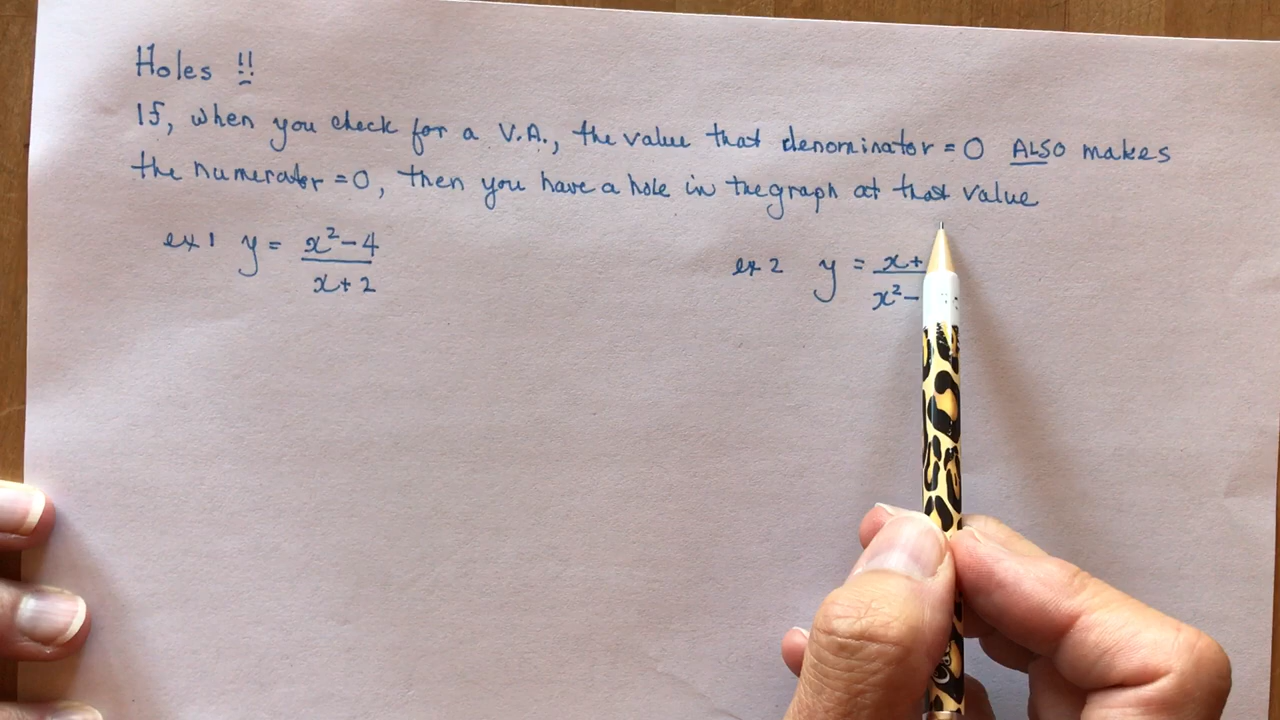 Holes !!
If, when you check for a V.A., the value that denominator = 0 ALSO makes
the numerator = 0, then you have a hole in the graph at that value
ex 1 y = x² - 4 / x + 2
ex 2 y = x + / x² -